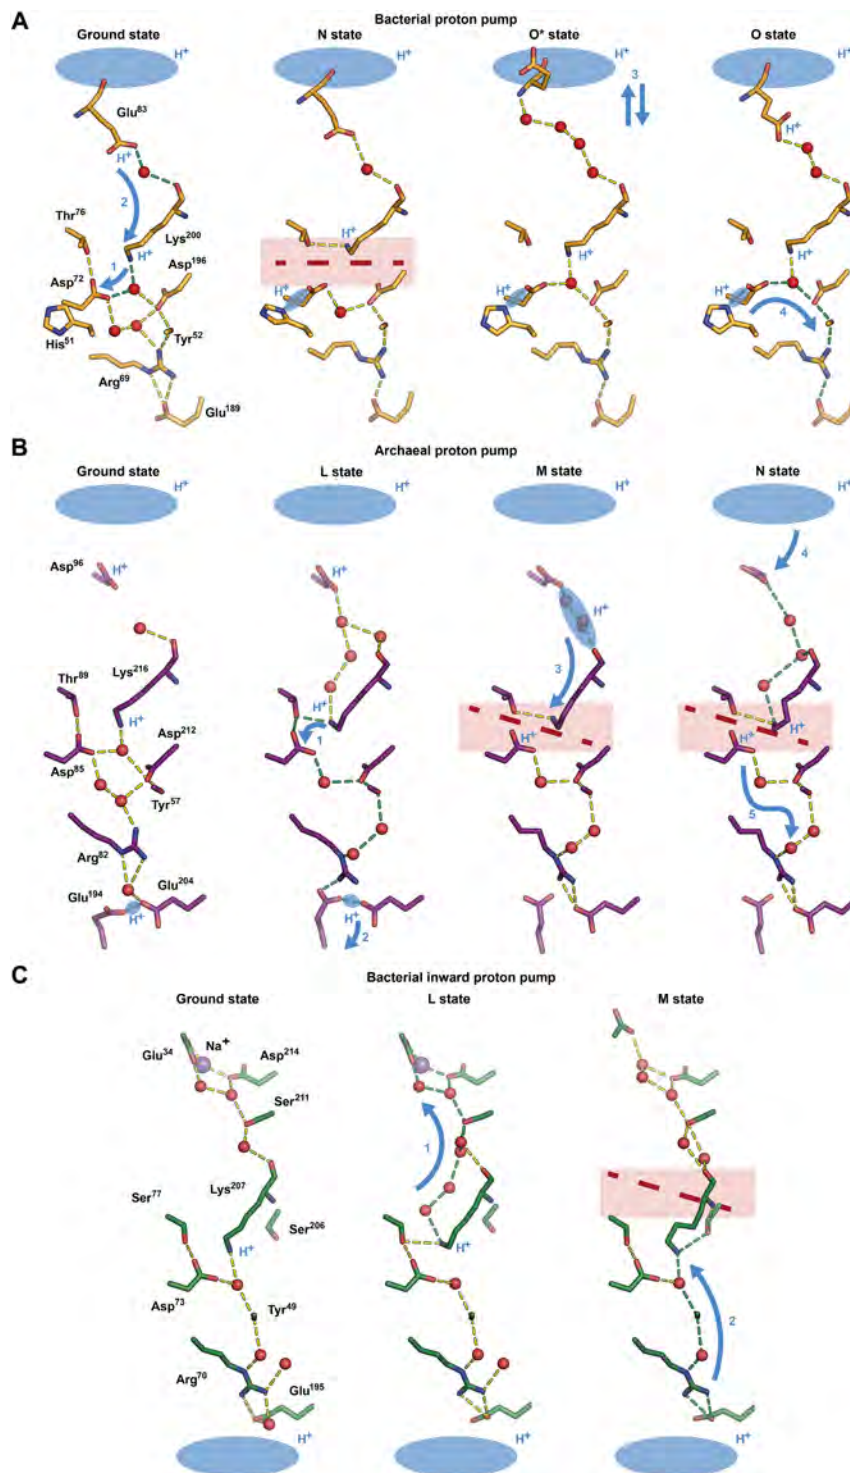 A
Bacterial proton pump
Ground state N state O* state O state
H⁺ H⁺ H⁺ H⁺
3
Glu⁸³
H⁺ H⁺
2
Thr⁷⁶
Lys²⁰⁰ H⁺
H⁺ H⁺ H⁺
1
Asp⁷² Asp¹⁹⁶
H⁺ H⁺ H⁺
4
His⁵¹ Tyr⁵²
Arg⁶⁹
Glu¹⁸⁹
B
Archaeal proton pump
Ground state L state M state N state
H⁺ H⁺ H⁺ H⁺
4
Asp⁹⁶ H⁺ H⁺
H⁺
Thr⁸⁹ Lys²¹⁶
3
H⁺ H⁺
1 H⁺ H⁺ H⁺
Asp²¹²
Asp⁸⁵
Tyr⁵⁷
5
Arg⁸²
Glu¹⁹⁴ Glu²⁰⁴
H⁺ H⁺
2
C
Bacterial inward proton pump
Ground state L state M state
Glu³⁴ Na⁺ Asp²¹⁴
Ser²¹¹
1
Ser⁷⁷ Lys²⁰⁷
Ser²⁰⁶
H⁺ H⁺
Asp⁷³ Tyr⁴⁹
2
Arg⁷⁰
Glu¹⁹⁵
H⁺ H⁺ H⁺